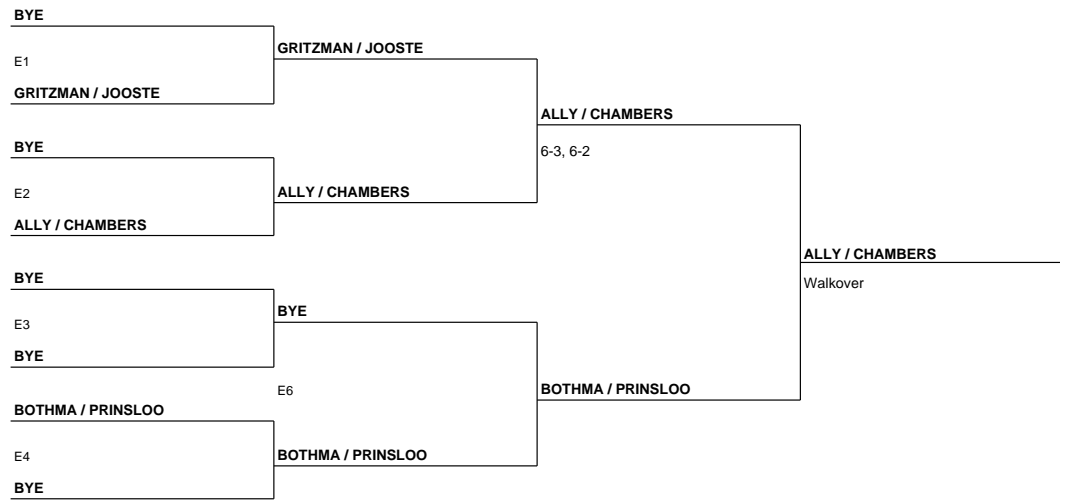 BYE
E1
GRITZMAN / JOOSTE
BYE
E2
ALLY / CHAMBERS
BYE
E3
BYE
BOTHMA / PRINSLOO
E4
BYE
GRITZMAN / JOOSTE
ALLY / CHAMBERS
BYE
E6
BOTHMA / PRINSLOO
ALLY / CHAMBERS
6-3, 6-2
BOTHMA / PRINSLOO
ALLY / CHAMBERS
Walkover